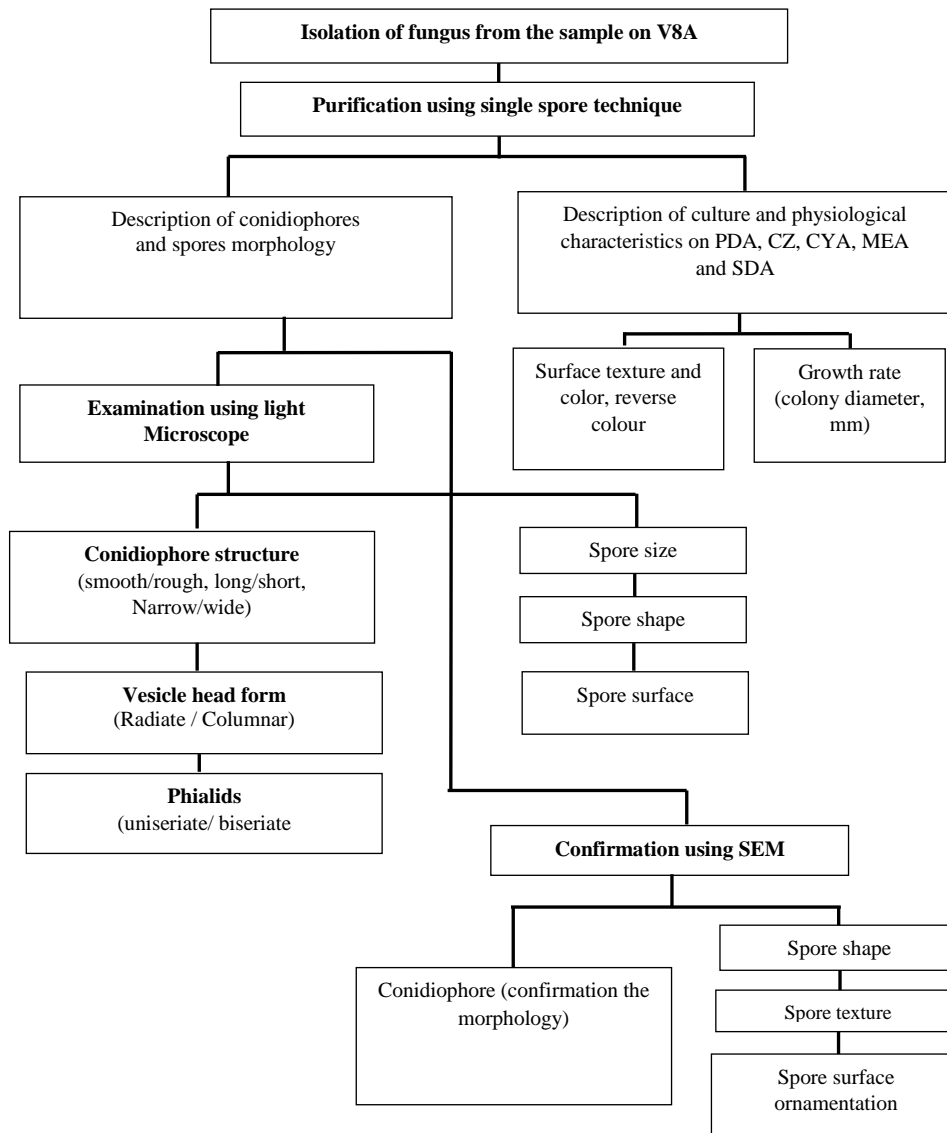 Isolation of fungus from the sample on V8A
Purification using single spore technique
Description of conidiophores
and spores morphology
Description of culture and physiological
characteristics on PDA, CZ, CYA, MEA
and SDA
Surface texture and
color, reverse
colour
Growth rate
(colony diameter,
mm)
Examination using light
Microscope
Conidiophore structure
(smooth/rough, long/short,
Narrow/wide)
Spore size
Spore shape
Spore surface
Vesicle head form
(Radiate / Columnar)
Phialids
(uniseriate/ biseriate
Confirmation using SEM
Conidiophore (confirmation the
morphology)
Spore shape
Spore texture
Spore surface
ornamentation